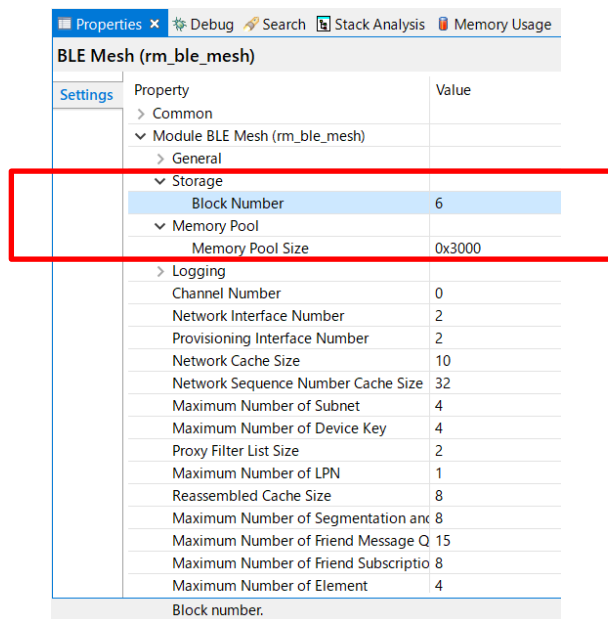 Properties × Debug Search Stack Analysis Memory Usage
BLE Mesh (rm_ble_mesh)
Settings
Property Value
Common
Module BLE Mesh (rm_ble_mesh)
General
Storage
Block Number 6
Memory Pool
Memory Pool Size 0x3000
Logging
Channel Number 0
Network Interface Number 2
Provisioning Interface Number 2
Network Cache Size 10
Network Sequence Number Cache Size 32
Maximum Number of Subnet 4
Maximum Number of Device Key 4
Proxy Filter List Size 2
Maximum Number of LPN 1
Reassembled Cache Size 8
Maximum Number of Segmentation and 8
Maximum Number of Friend Message Q 15
Maximum Number of Friend Subscriptio 8
Maximum Number of Element 4
Block number.